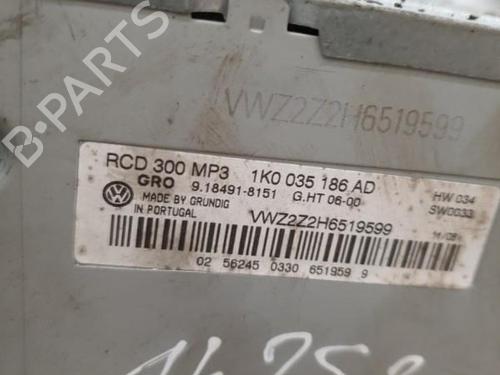 VWZ2Z2H6519599
RCD 300 MP3 1K0 035 186 AD
GRO 9.18491-8151 G.HT 06-00 HW 034
MADE BY GRUNDIG SW0033
IN PORTUGAL VWZ2Z2H6519599
02 56245 0330 651959 9
B-PARTS